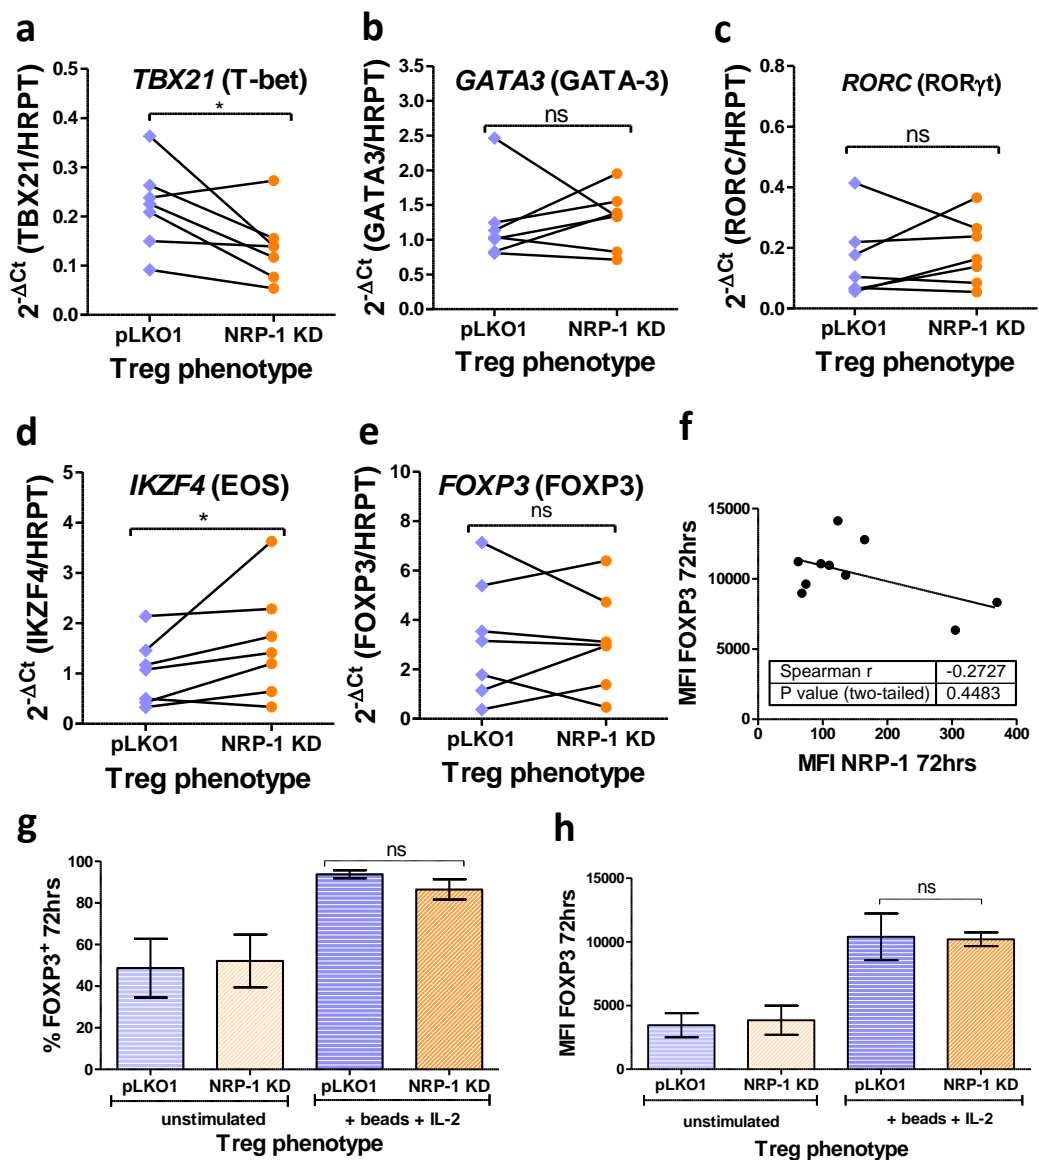 a
TBX21 (T-bet)
*
2^-ΔCt (TBX21/HRPT)
0.5
0.4
0.3
0.2
0.1
0.0
pLKO1 NRP-1 KD
Treg phenotype
b
GATA3 (GATA-3)
ns
2^-ΔCt (GATA3/HRPT)
3.5
3.0
2.5
2.0
1.5
1.0
0.5
0.0
pLKO1 NRP-1 KD
Treg phenotype
c
RORC (RORγt)
ns
2^-ΔCt (RORC/HRPT)
0.8
0.6
0.4
0.2
0.0
pLKO1 NRP-1 KD
Treg phenotype
d
IKZF4 (EOS)
*
2^-ΔCt (IKZF4/HRPT)
5
4
3
2
1
0
pLKO1 NRP-1 KD
Treg phenotype
e
FOXP3 (FOXP3)
ns
2^-ΔCt (FOXP3/HRPT)
10
8
6
4
2
0
pLKO1 NRP-1 KD
Treg phenotype
f
MFI FOXP3 72hrs
15000
10000
5000
0
Spearman r -0.2727
P value (two-tailed) 0.4483
0 100 200 300 400
MFI NRP-1 72hrs
g
ns
% FOXP3⁺ 72hrs
100
80
60
40
20
0
pLKO1 NRP-1 KD pLKO1 NRP-1 KD
unstimulated + beads + IL-2
Treg phenotype
h
ns
MFI FOXP3 72hrs
15000
10000
5000
0
pLKO1 NRP-1 KD pLKO1 NRP-1 KD
unstimulated + beads + IL-2
Treg phenotype